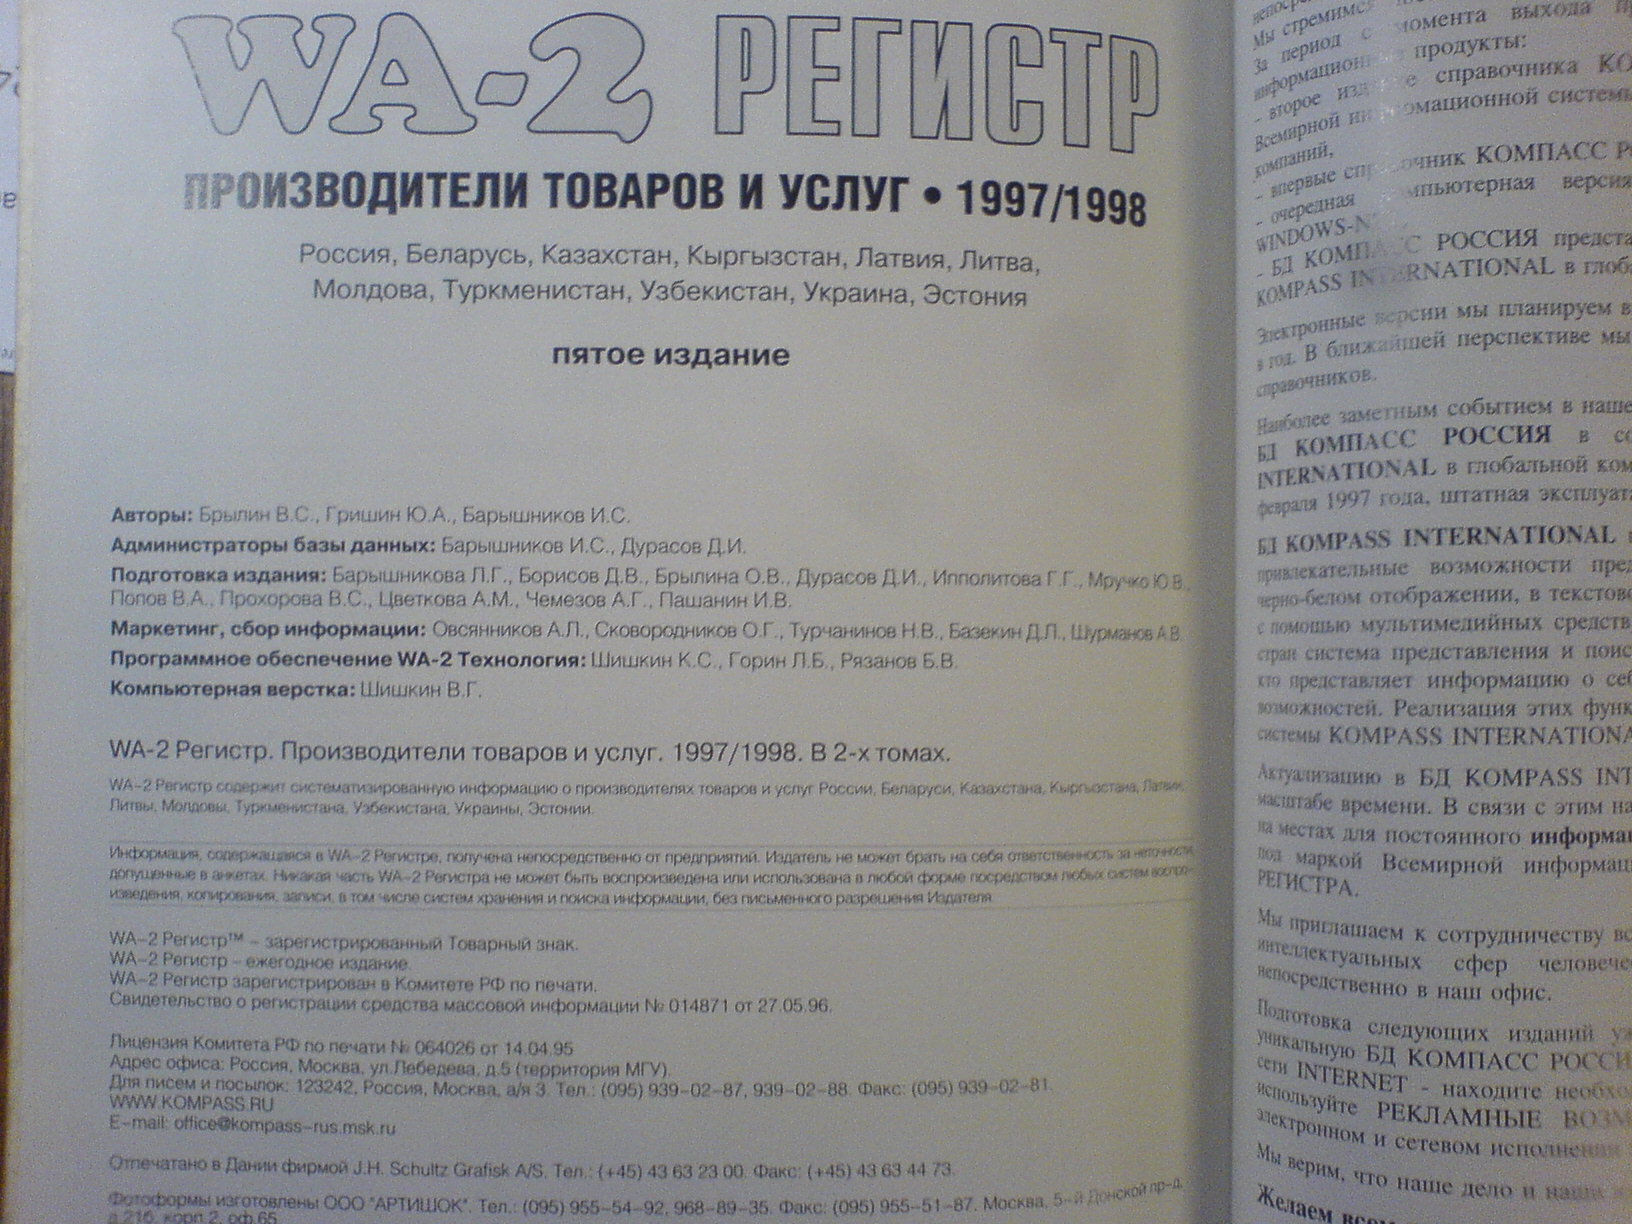 WA-2 РЕГИСТР
ПРОИЗВОДИТЕЛИ ТОВАРОВ И УСЛУГ • 1997/1998
Россия, Беларусь, Казахстан, Кыргызстан, Латвия, Литва,
Молдова, Туркменистан, Узбекистан, Украина, Эстония
пятое издание
Авторы: Брылин В.С., Гришин Ю.А., Барышников И.С.
Администраторы базы данных: Барышников И.С., Дурасов Д.И.
Подготовка издания: Барышникова Л.Г., Борисов Д.В., Брылина О.В., Дурасов Д.И., Ипполитова Г.Г., Мручко Ю.В.,
Попов В.А., Прохорова В.С., Цветкова А.М., Чемезов А.Г., Пашанин И.В.
Маркетинг, сбор информации: Овсянников А.Л., Сковородников О.Г., Турчанинов Н.В., Базекин Д.Л., Шурманов А.В.
Программное обеспечение WA-2 Технология: Шишкин К.С., Горин Л.Б., Рязанов Б.В.
Компьютерная верстка: Шишкин В.Г.
WA-2 Регистр. Производители товаров и услуг. 1997/1998. В 2-х томах.
WA-2 Регистр содержит систематизированную информацию о производителях товаров и услуг России, Беларуси, Казахстана, Кыргызстана, Латвии,
Литвы, Молдовы, Туркменистана, Узбекистана, Украины, Эстонии.
Информация, содержащаяся в WA-2 Регистре, получена непосредственно от предприятий. Издатель не может брать на себя ответственность за неточности,
допущенные в анкетах. Никакая часть WA-2 Регистра не может быть воспроизведена или использована в любой форме посредством любых систем воспро-
изведения, копирования, записи, в том числе систем хранения и поиска информации, без письменного разрешения Издателя.
WA-2 Регистр™ - зарегистрированный Товарный знак.
WA-2 Регистр - ежегодное издание.
WA-2 Регистр зарегистрирован в Комитете РФ по печати.
Свидетельство о регистрации средства массовой информации № 014871 от 27.05.96.
Лицензия Комитета РФ по печати № 064026 от 14.04.95
Адрес офиса: Россия, Москва, ул.Лебедева, д.5 (территория МГУ).
Для писем и посылок: 123242, Россия, Москва, а/я 3. Тел.: (095) 939-02-87, 939-02-88. Факс: (095) 939-02-81.
WWW.KOMPASS.RU
E-mail: office@kompass-rus.msk.ru
Отпечатано в Дании фирмой J.H. Schultz Grafisk A/S. Тел.: (+45) 43 63 23 00. Факс: (+45) 43 63 44 73.
Фотоформы изготовлены ООО "АРТИШОК". Тел.: (095) 955-54-92, 968-89-35. Факс: (095) 955-51-87. Москва, 5-й Донской пр-д,
д.21б, корп.2, оф.65
Мы стремимся
За период с момента выхода
продукты:
- второе справочника
Всемирной информационной системы
компаний,
- впервые КОМПАСС
- очередная компьютерная версия
WINDOWS-
- БД КОМПАСС РОССИЯ
KOMPASS INTERNATIONAL в
Электронные версии мы планируем
в год. В ближайшей перспективе мы
справочников.
Наиболее заметным событием в
БД КОМПАСС РОССИЯ в
INTERNATIONAL в глобальной
февраля 1997 года, штатная
БД KOMPASS INTERNATIONAL
привлекательные возможности
черно-белом отображении, в
с помощью мультимедийных средств
стран система представления и
кто представляет информацию о
возможностей. Реализация этих
системы KOMPASS
Актуализацию в БД KOMPASS
масштабе времени. В связи с этим
на местах для постоянного
под маркой Всемирной
РЕГИСТРА.
Мы приглашаем к сотрудничеству
интеллектуальных сфер
непосредственно в наш офис.
Подготовка следующих изданий
уникальную БД КОМПАСС
сети INTERNET - находите
используйте РЕКЛАМНЫЕ
электронном и сетевом исполнении
Мы верим, что наше дело и
Желаем